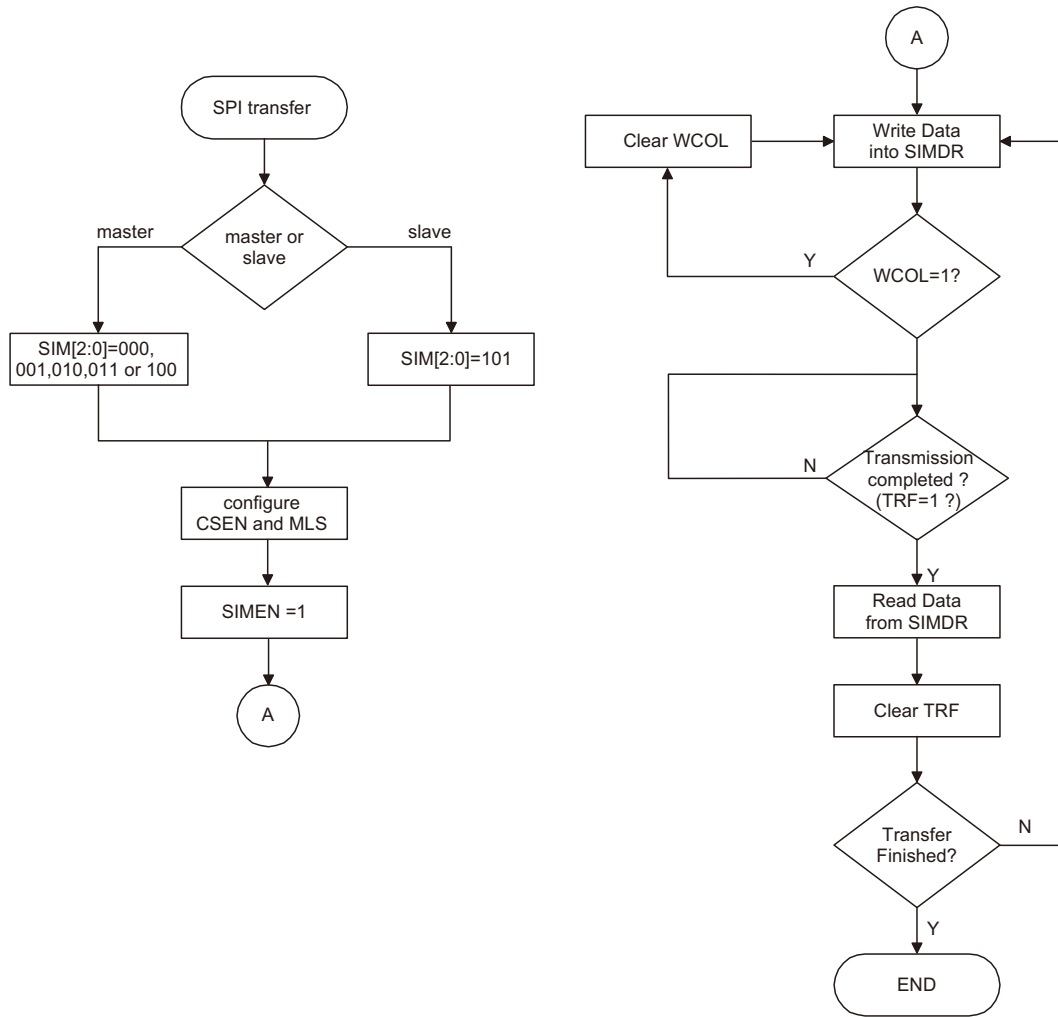 SPI transfer
master
master or
slave
slave
SIM[2:0]=000,
001,010,011 or 100
SIM[2:0]=101
configure
CSEN and MLS
SIMEN =1
A
A
Clear WCOL
Write Data
into SIMDR
Y
WCOL=1?
N
Transmission
completed ?
(TRF=1 ?)
Y
Read Data
from SIMDR
Clear TRF
Transfer
Finished?
N
Y
END